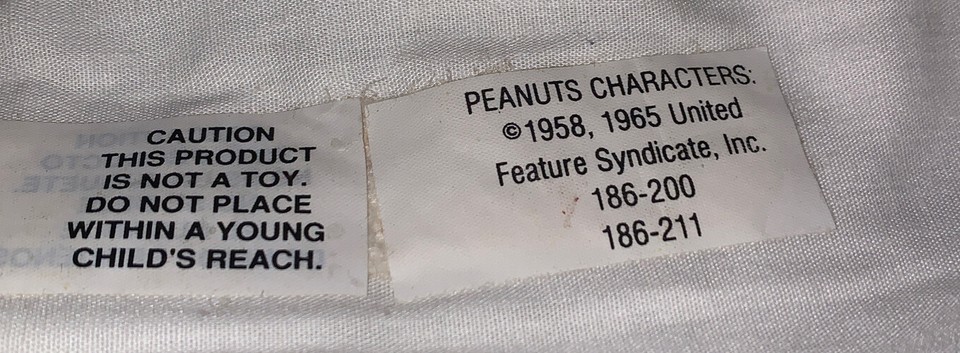 CAUTION
THIS PRODUCT
IS NOT A TOY.
DO NOT PLACE
WITHIN A YOUNG
CHILD'S REACH.
PEANUTS CHARACTERS:
©1958, 1965 United
Feature Syndicate, Inc.
186-200
186-211